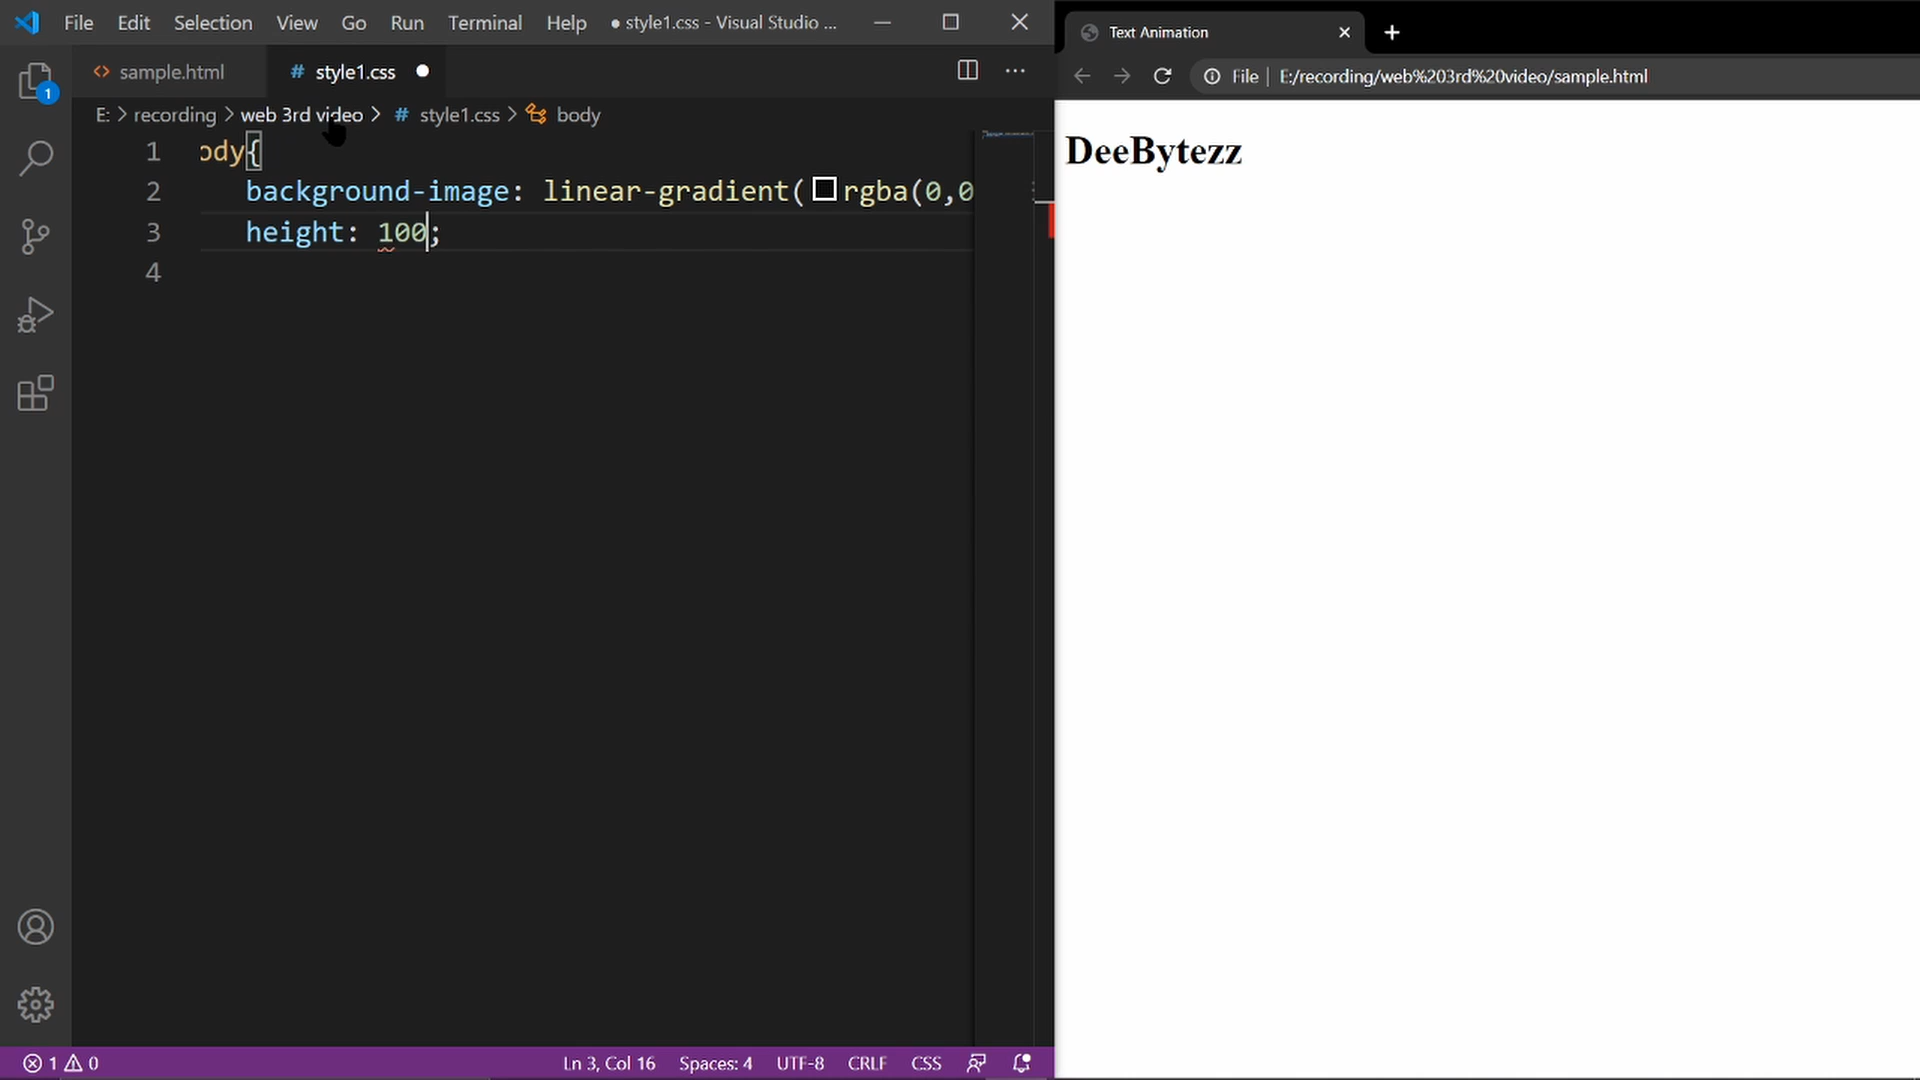 File Edit Selection View Go Run Terminal Help ● style1.css - Visual Studio ...
sample.html # style1.css
E: > recording > web 3rd video > # style1.css > body
1 ody{
2 background-image: linear-gradient(rgba(0,0
3 height: 100;
4
1
1 0 Ln 3, Col 16 Spaces: 4 UTF-8 CRLF CSS
Text Animation
File E:/recording/web%203rd%20video/sample.html
DeeBytezz